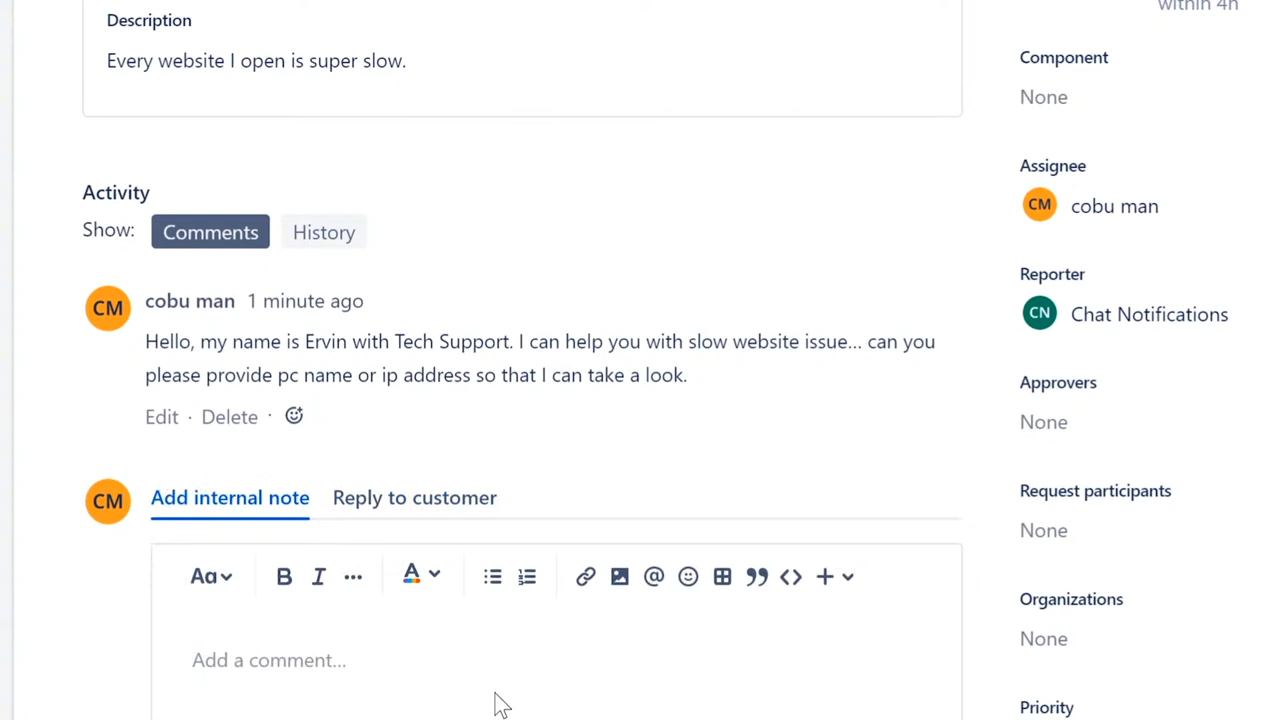 Description
Every website I open is super slow.
Activity
Show:
Comments
History
CM
cobu man 1 minute ago
Hello, my name is Ervin with Tech Support. I can help you with slow website issue... can you
please provide pc name or ip address so that I can take a look.
Edit · Delete ·
CM
Add internal note
Reply to customer
Aa
B I ... A
Add a comment...
within 4h
Component
None
Assignee
CM cobu man
Reporter
CN Chat Notifications
Approvers
None
Request participants
None
Organizations
None
Priority